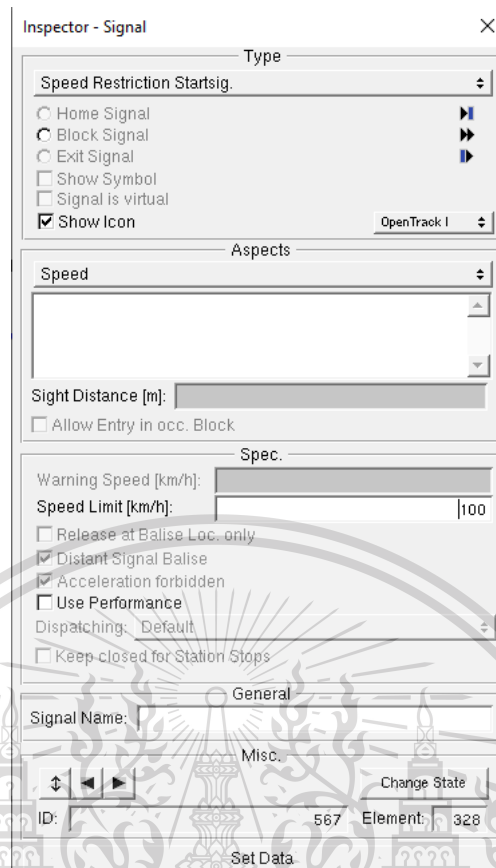 Inspector - Signal
Type
Speed Restriction Startsig.
Home Signal
Block Signal
Exit Signal
Show Symbol
Signal is virtual
Show Icon OpenTrack I
Aspects
Speed
Sight Distance [m]:
Allow Entry in occ. Block
Spec.
Warning Speed [km/h]:
Speed Limit [km/h]: 100
Release at Balise Loc. only
Distant Signal Balise
Acceleration forbidden
Use Performance
Dispatching: Default
Keep closed for Station Stops
General
Signal Name:
Misc.
Change State
ID: 567 Element: 328
Set Data